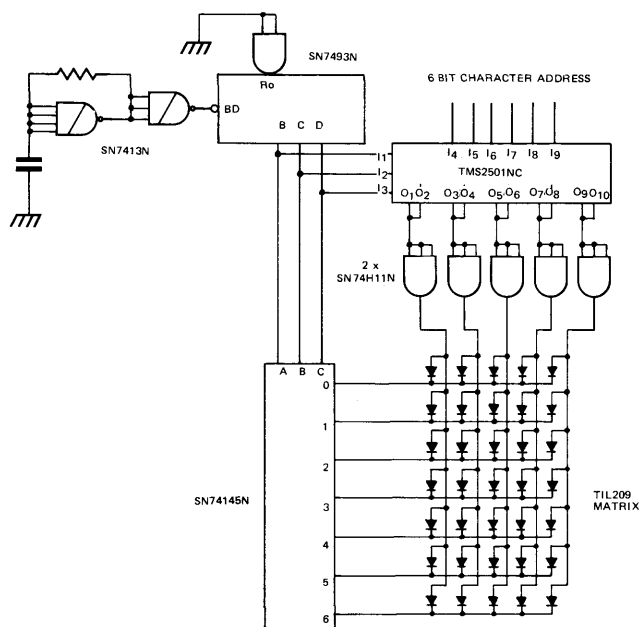 SN7493N
Ro
6 BIT CHARACTER ADDRESS
BD
SN7413N
B C D
I4 I5 I6 I7 I8 I9
I1
TMS2501NC
I2
I3
O1 O2 O3 O4 O5 O6 O7 O8 O9 O10
2 x
SN74H11N
A B C
0
1
2
SN74145N
3
TIL209
MATRIX
4
5
6